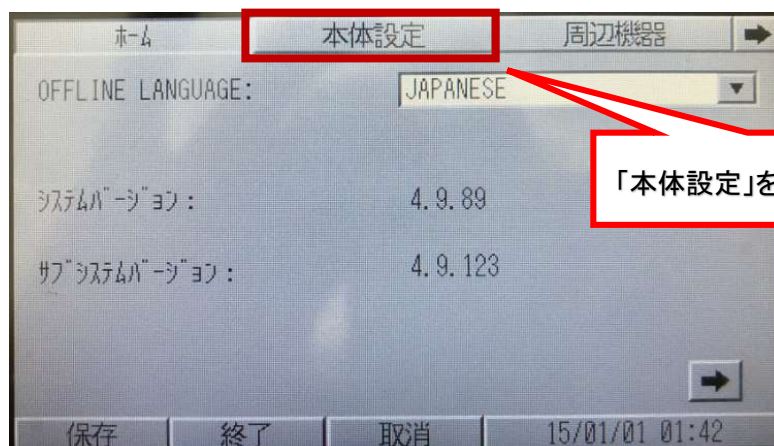 ホーム 本体設定 周辺機器
OFFLINE LANGUAGE: JAPANESE
「本体設定」を
システムバージョン: 4.9.89
サブシステムバージョン: 4.9.123
保存 終了 取消 15/01/01 01:42